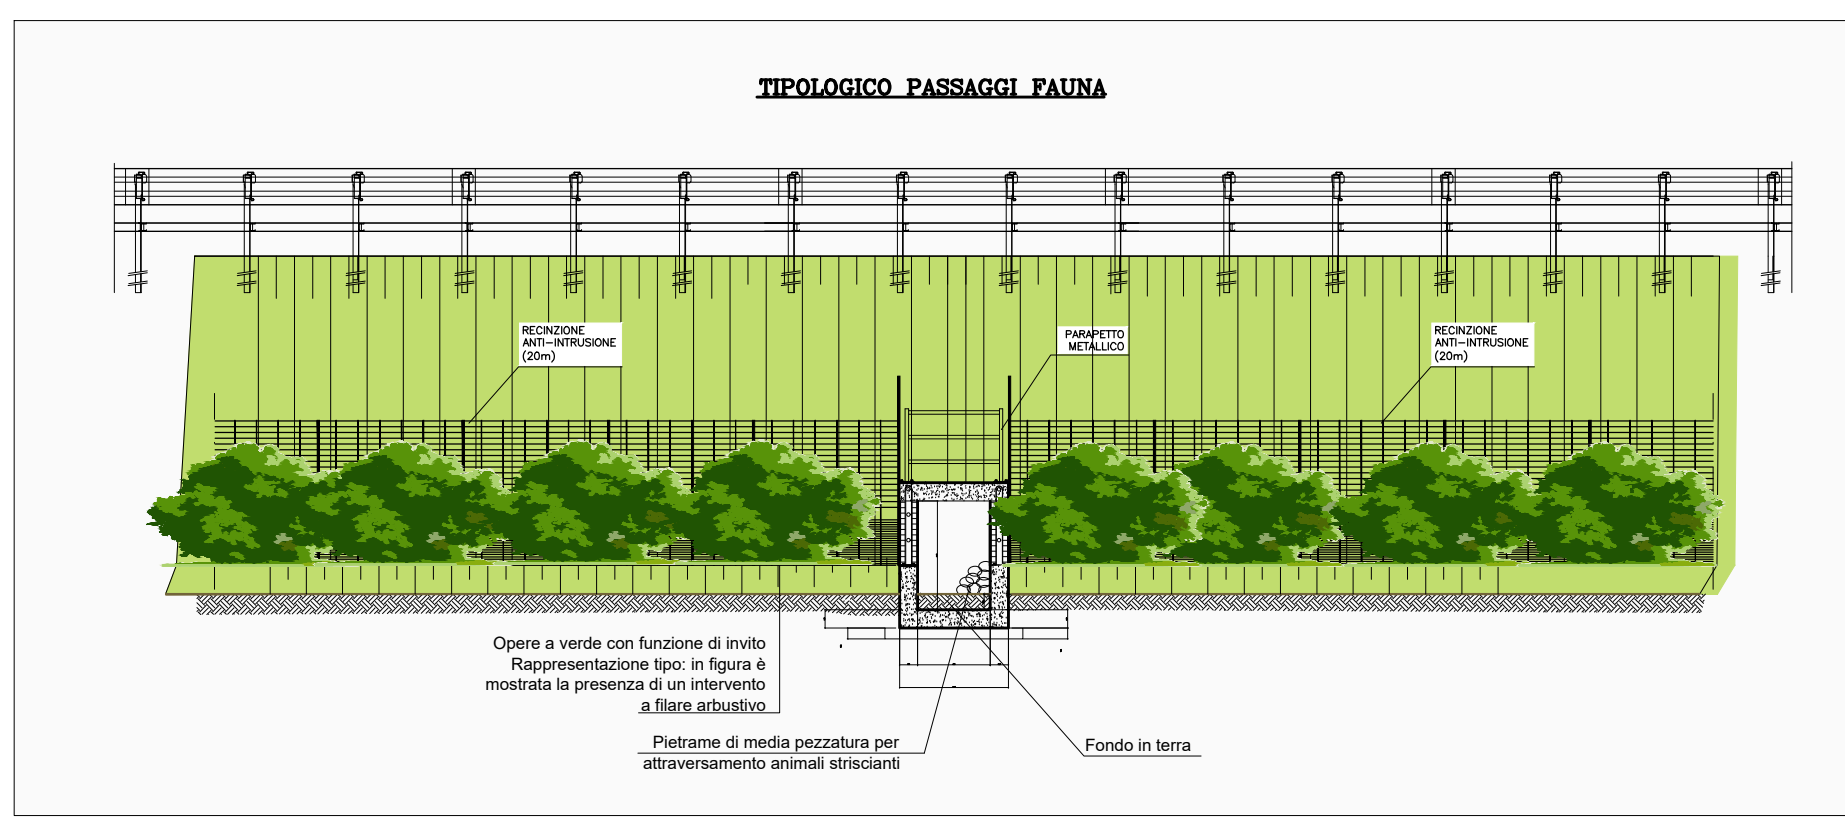 TIPOLOGICO PASSAGGI FAUNA
RECINZIONE
ANTI-INTRUSIONE
(20m)
PARAPETTO
METALLICO
RECINZIONE
ANTI-INTRUSIONE
(20m)
Opere a verde con funzione di invito
Rappresentazione tipo: in figura è
mostrata la presenza di un intervento
a filare arbustivo
Pietrame di media pezzatura per
attraversamento animali striscianti
Fondo in terra